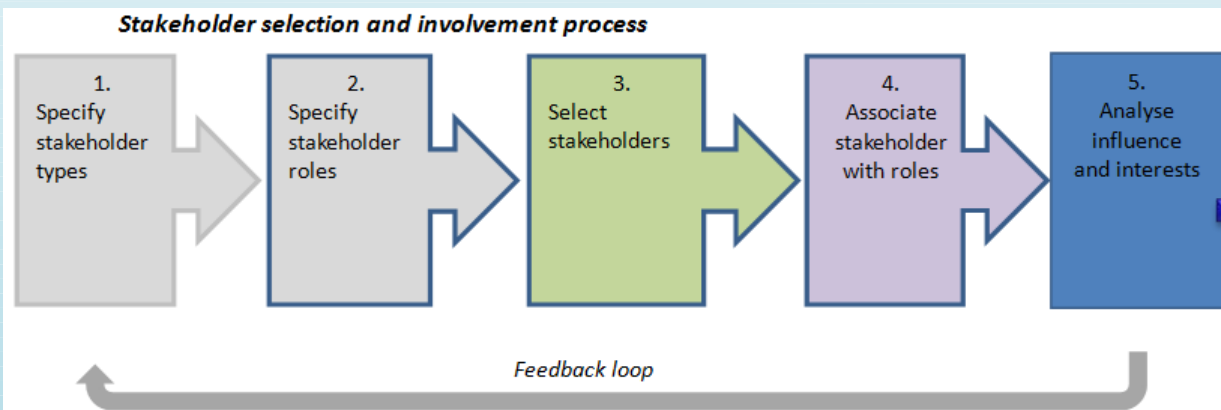 Stakeholder selection and involvement process
1.
Specify
stakeholder
types
2.
Specify
stakeholder
roles
3.
Select
stakeholders
4.
Associate
stakeholder
with roles
5.
Analyse
influence
and interests
Feedback loop